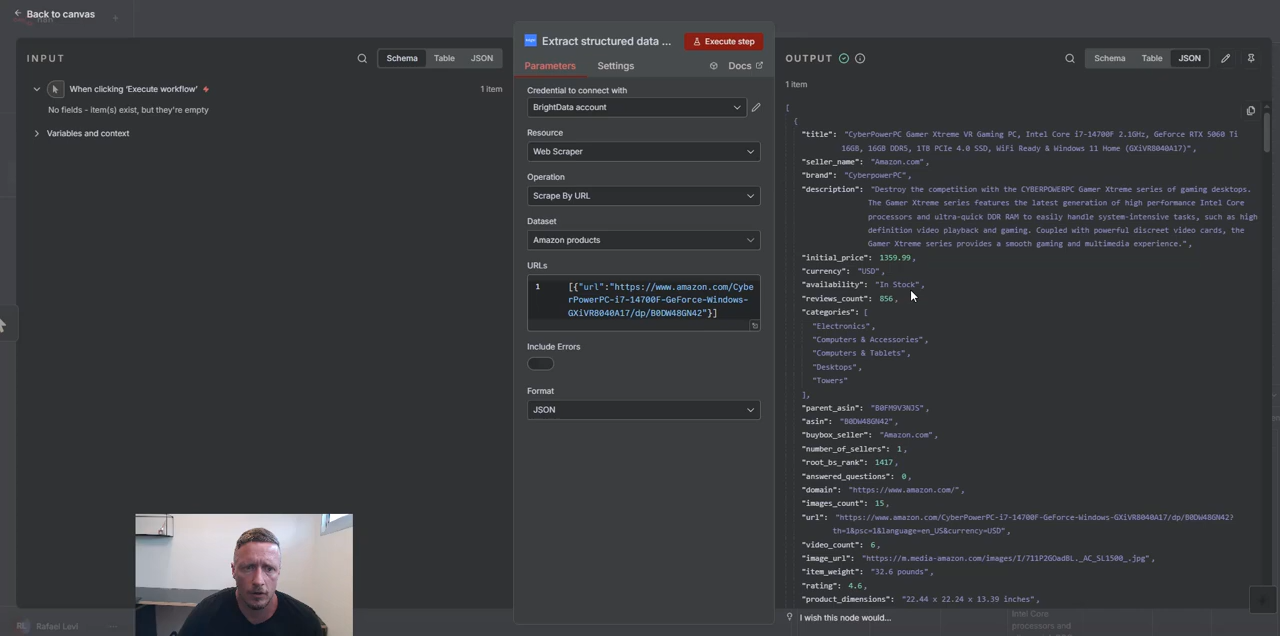 Back to canvas
INPUT
Schema
Table
JSON
When clicking 'Execute workflow'
1 item
No fields - item(s) exist, but they're empty
Variables and context
Extract structured data ...
Execute step
Parameters
Settings
Docs
Credential to connect with
BrightData account
Resource
Web Scraper
Operation
Scrape By URL
Dataset
Amazon products
URLs
1
[{"url":"https://www.amazon.com/Cybe
rPowerPC-i7-14700F-GeForce-Windows-
GXiVR8040A17/dp/B0DW48GN42"}]
Include Errors
Format
JSON
OUTPUT
Schema
Table
JSON
1 item
[
{
"title": "CyberPowerPC Gamer Xtreme VR Gaming PC, Intel Core i7-14700F 2.1GHz, GeForce RTX 5060 Ti
16GB, 16GB DDR5, 1TB PCIe 4.0 SSD, WiFi Ready & Windows 11 Home (GXiVR8040A17)",
"seller_name": "Amazon.com",
"brand": "CyberpowerPC",
"description": "Destroy the competition with the CYBERPOWERPC Gamer Xtreme series of gaming desktops.
The Gamer Xtreme series features the latest generation of high performance Intel Core
processors and ultra-quick DDR RAM to easily handle system-intensive tasks, such as high
definition video playback and gaming. Coupled with powerful discreet video cards, the
Gamer Xtreme series provides a smooth gaming and multimedia experience.",
"initial_price": 1359.99,
"currency": "USD",
"availability": "In Stock",
"reviews_count": 856,
"categories": [
"Electronics",
"Computers & Accessories",
"Computers & Tablets",
"Desktops",
"Towers"
],
"parent_asin": "B0FM9V3NJS",
"asin": "B0DW48GN42",
"buybox_seller": "Amazon.com",
"number_of_sellers": 1,
"root_bs_rank": 1417,
"answered_questions": 0,
"domain": "https://www.amazon.com/",
"images_count": 15,
"url": "https://www.amazon.com/CyberPowerPC-i7-14700F-GeForce-Windows-GXiVR8040A17/dp/B0DW48GN42?
th=1&psc=1&language=en_US&currency=USD",
"video_count": 6,
"image_url": "https://m.media-amazon.com/images/I/711P2GOadBL._AC_SL1500_.jpg",
"item_weight": "32.6 pounds",
"rating": 4.6,
"product_dimensions": "22.44 x 22.24 x 13.39 inches",
I wish this node would...
Intel Core
processors and
Rafael Levi